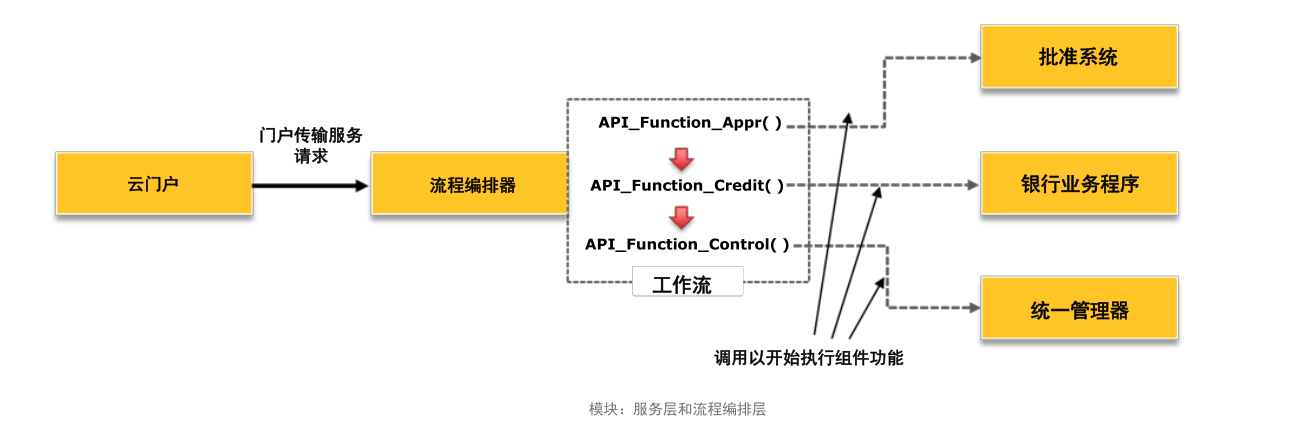 批准系统
API_Function_Appr( )
门户传输服务
请求
云门户
流程编排器
API_Function_Credit( )
银行业务程序
API_Function_Control( )
工作流
统一管理器
调用以开始执行组件功能
模块：服务层和流程编排层